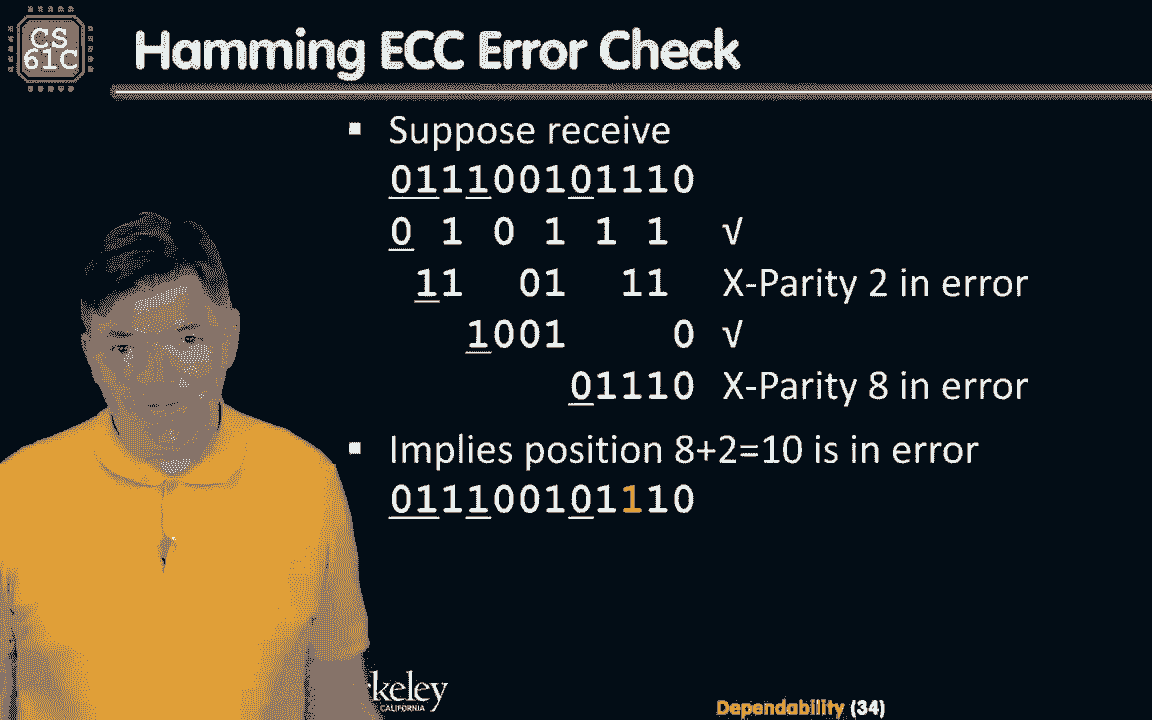 CS
61C
Hamming ECC Error Check
▪ Suppose receive
011100101110
0 1 0 1 1 1 √
11 01 11 X-Parity 2 in error
1001 0 √
01110 X-Parity 8 in error
▪ Implies position 8+2=10 is in error
011100101110
rkeley
CALIFORNIA
Dependability (34)